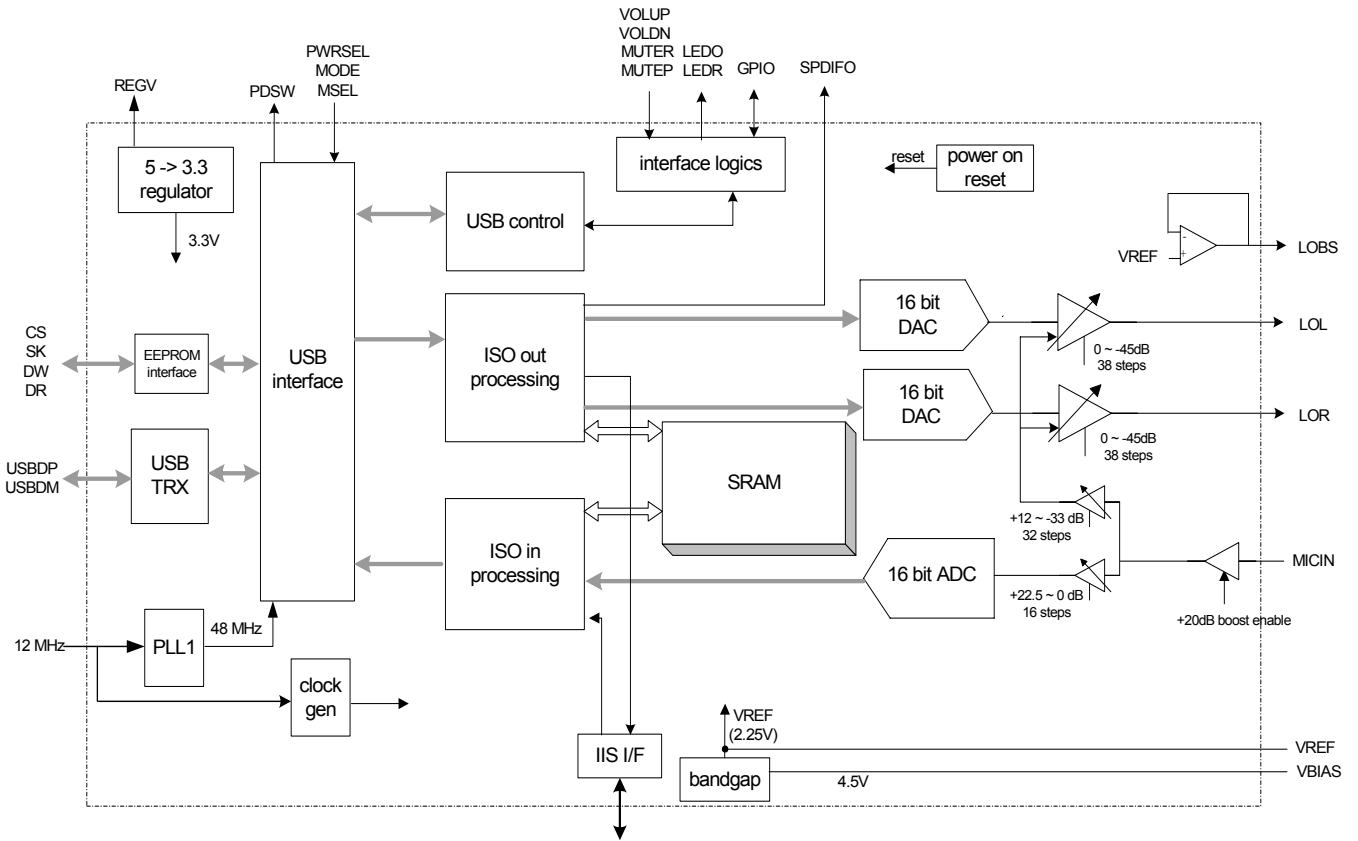 VOLUP
VOLDN
MUTER
MUTEP
LEDO
LEDR
GPIO
SPDIFO
PWRSEL
MODE
MSEL
PDSW
REGV
5 -> 3.3
regulator
3.3V
interface logics
reset
power on
reset
USB control
VREF
-
+
LOBS
16 bit
DAC
LOL
0 ~ -45dB
38 steps
CS
SK
DW
DR
EEPROM
interface
USB
interface
ISO out
processing
16 bit
DAC
LOR
0 ~ -45dB
38 steps
USBDP
USBDM
USB
TRX
SRAM
+12 ~ -33 dB
32 steps
ISO in
processing
16 bit ADC
+22.5 ~ 0 dB
16 steps
MICIN
+20dB boost enable
12 MHz
PLL1
48 MHz
clock
gen
IIS I/F
VREF
(2.25V)
bandgap
4.5V
VREF
VBIAS